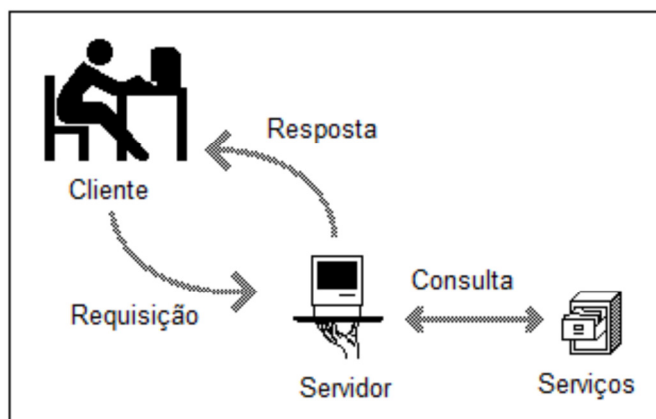 Resposta
Cliente
Consulta
Requisição
Servidor
Serviços